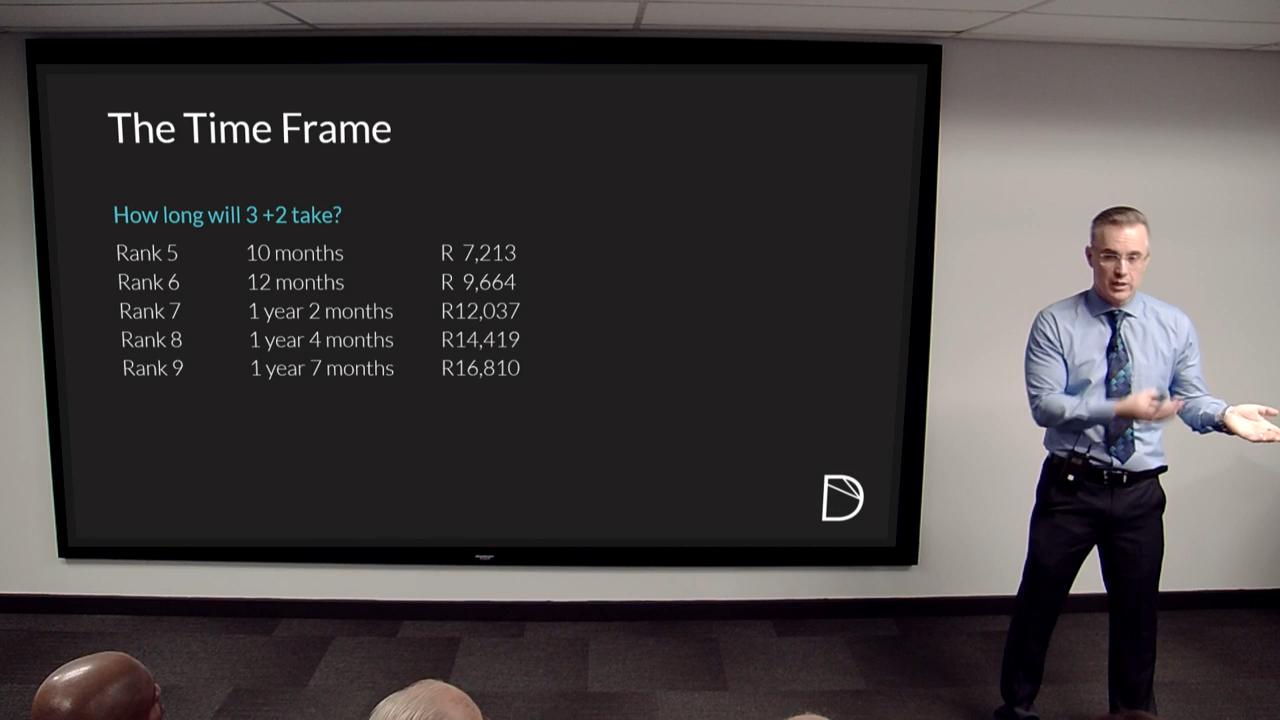 The Time Frame
How long will 3 +2 take?
Rank 5 10 months R 7,213
Rank 6 12 months R 9,664
Rank 7 1 year 2 months R12,037
Rank 8 1 year 4 months R14,419
Rank 9 1 year 7 months R16,810